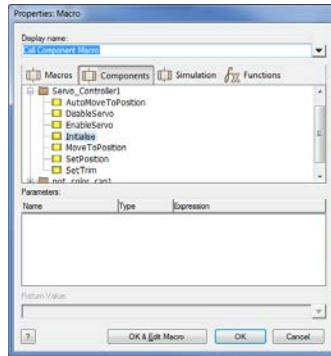 Properties: Macro
Display name:
Call Component Macro
Macros Components Simulation Functions
Servo_Controller1
AutoMoveToPosition
DisableServo
EnableServo
Initialise
MoveToPosition
SetPosition
SetTrim
Parameters:
Name Type Expression
Return Value:
? OK & Edit Macro OK Cancel